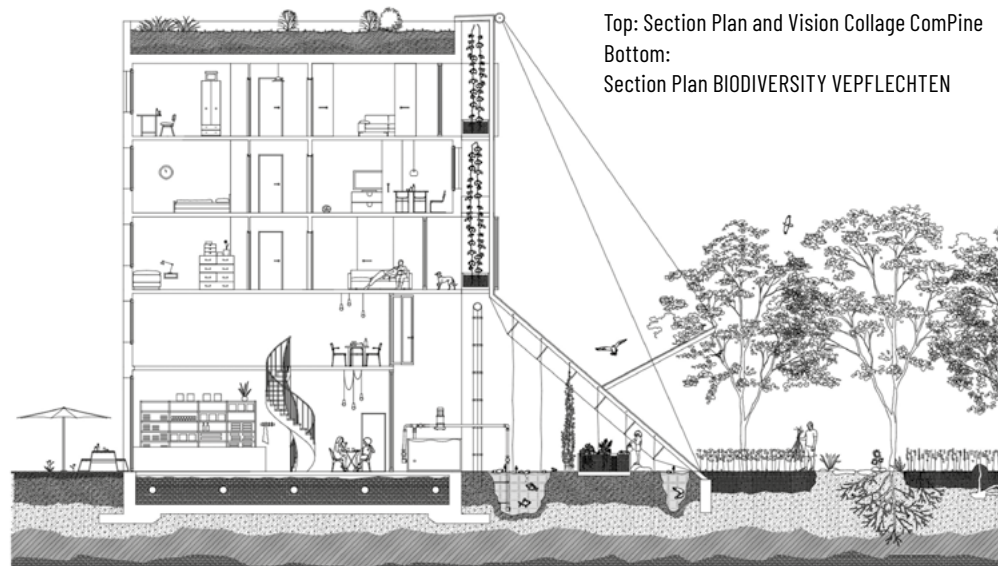 Top: Section Plan and Vision Collage ComPine
Bottom:
Section Plan BIODIVERSITY VEPFLECHTEN